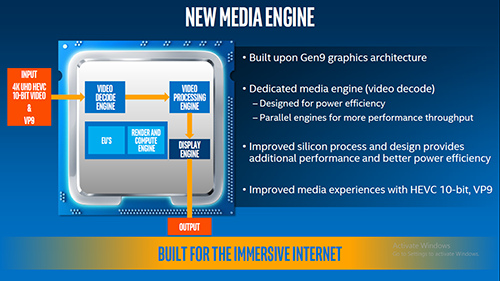 NEW MEDIA ENGINE
INPUT
4K UHD HEVC
10-BIT VIDEO
&
VP9
VIDEO
DECODE
ENGINE
VIDEO
PROCESSING
ENGINE
EU'S
RENDER AND
COMPUTE
ENGINE
DISPLAY
ENGINE
OUTPUT
• Built upon Gen9 graphics architecture
• Dedicated media engine (video decode)
– Designed for power efficiency
– Parallel engines for more performance throughput
• Improved silicon process and design provides
additional performance and better power efficiency
• Improved media experiences with HEVC 10-bit, VP9
BUILT FOR THE IMMERSIVE INTERNET
Activate Windows
Go to Settings to activate Windows.